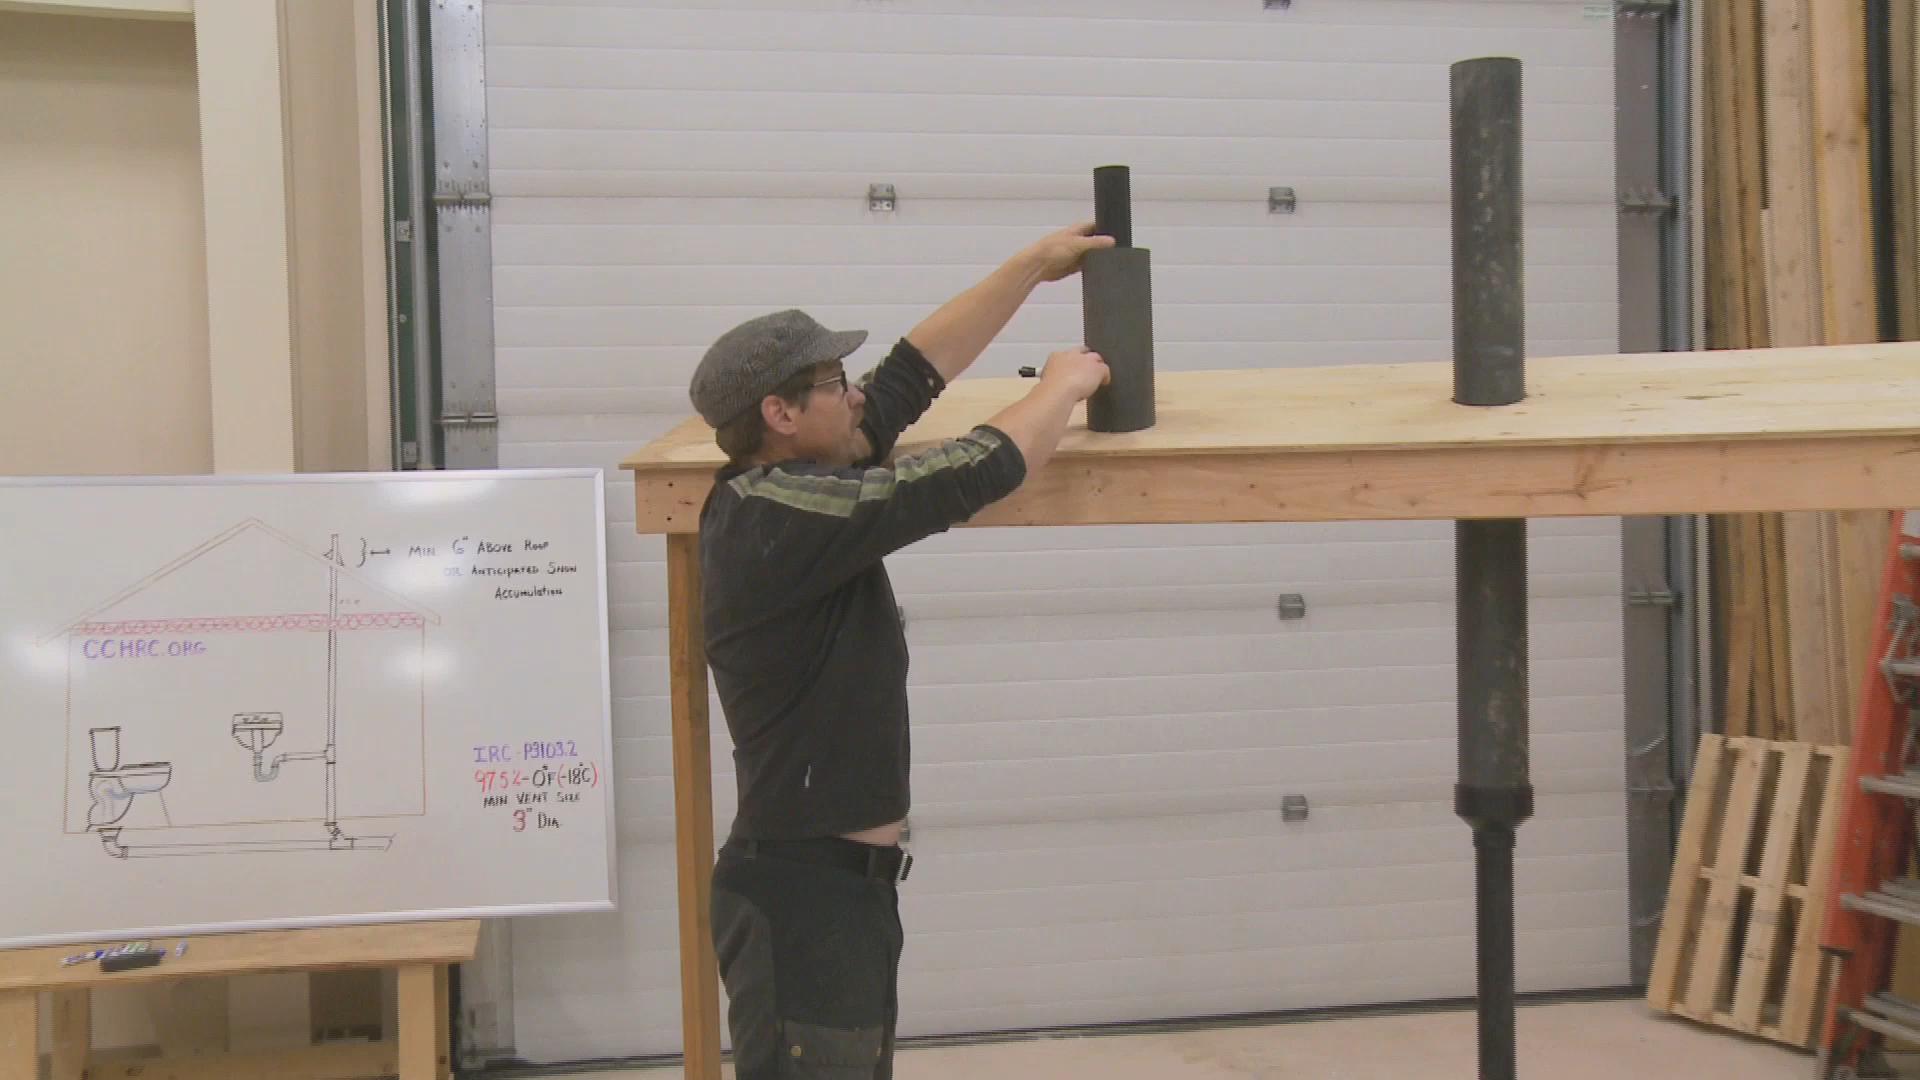 MIN 6" ABOVE ROOF
OR ANTICIPATED SNOW
ACCUMULATION
CCHRC.ORG
IRC-P3103.2
97.5%-0°F(-18°C)
MIN VENT SIZE
3" DIA.